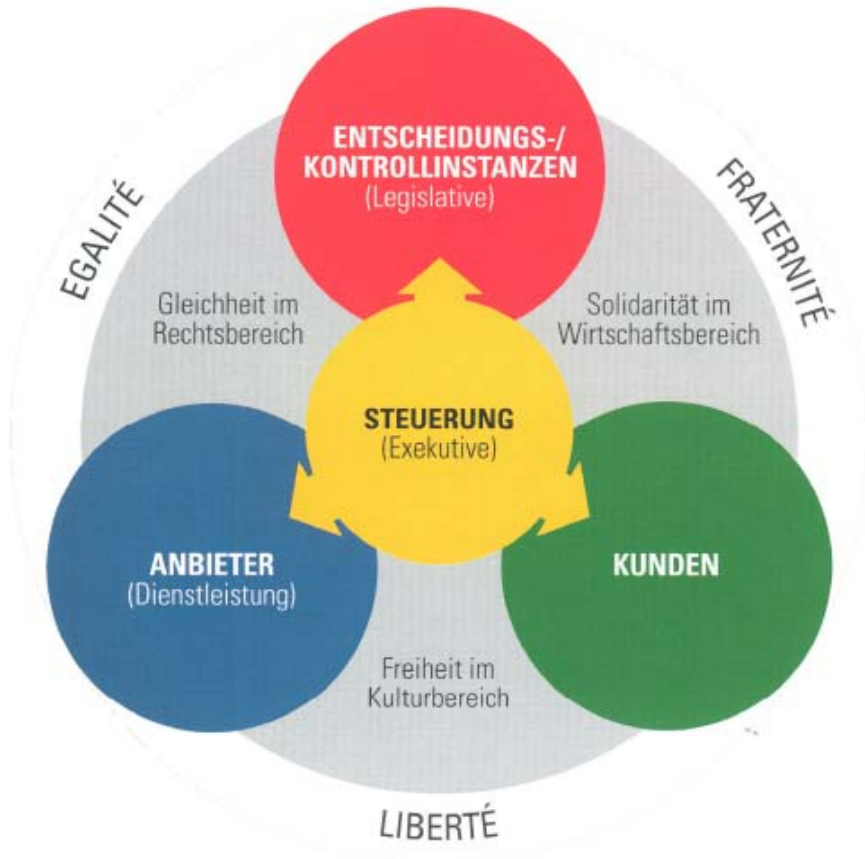 ENTSCHEIDUNGS-/
KONTROLLINSTANZEN
(Legislative)
EGALITÉ
FRATERNITÉ
Gleichheit im
Rechtsbereich
Solidarität im
Wirtschaftsbereich
STEUERUNG
(Exekutive)
ANBIETER
(Dienstleistung)
KUNDEN
Freiheit im
Kulturbereich
LIBERTÉ